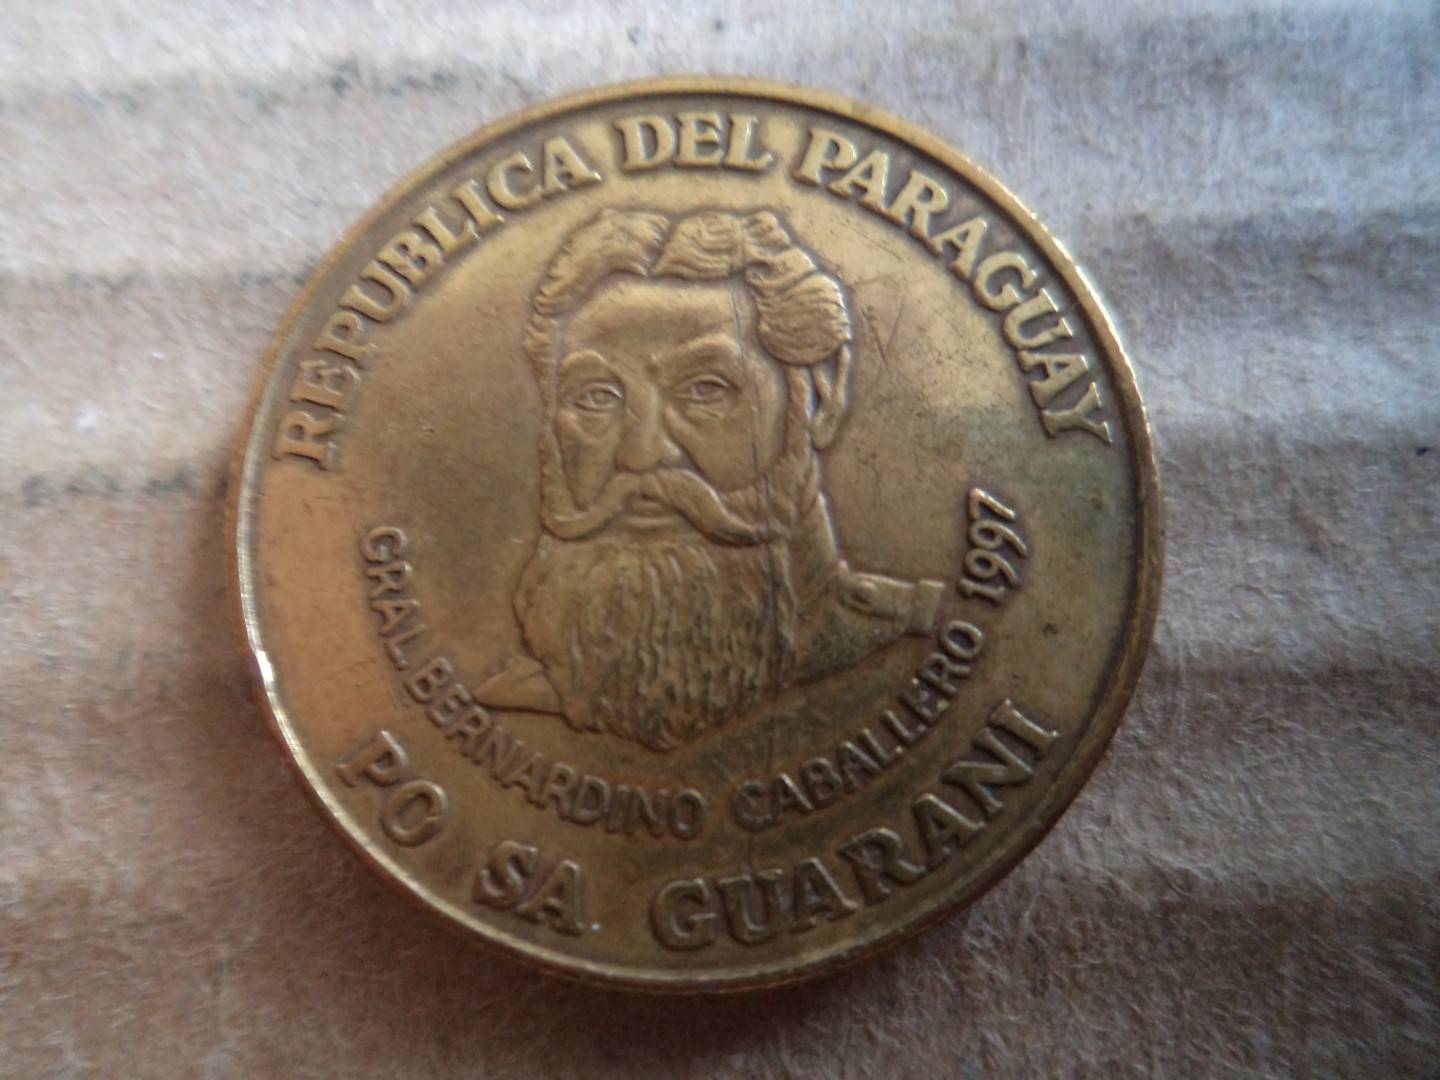 REPUBLICA DEL PARAGUAY
GRAL. BERNARDINO CABALLERO 1997
PO SA GUARANI